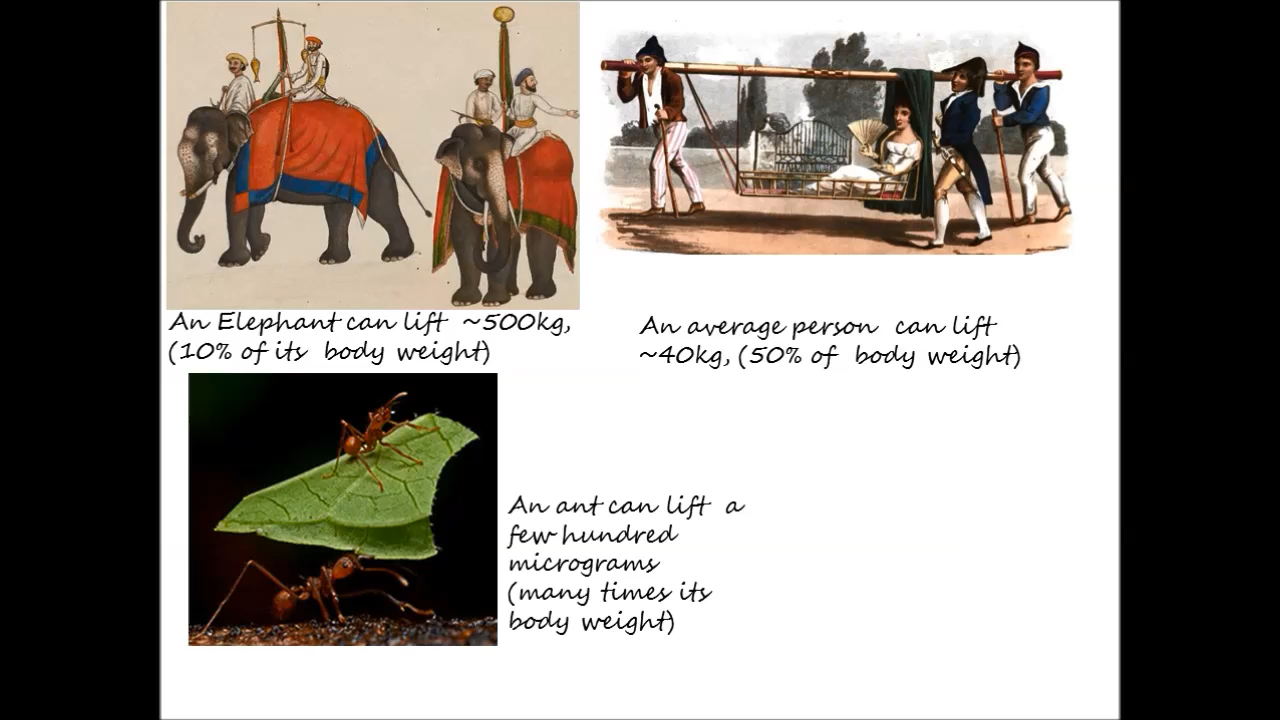 An Elephant can lift ~500kg,
(10% of its body weight)
An average person can lift
~40kg, (50% of body weight)
An ant can lift a
few hundred
micrograms
(many times its
body weight)